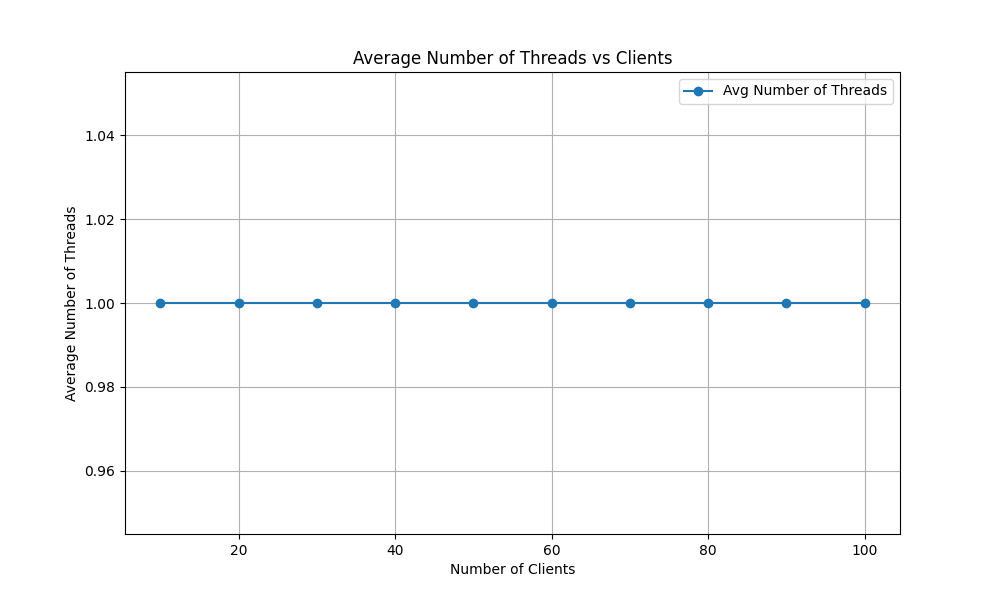 Average Number of Threads vs Clients
Avg Number of Threads
1.04
1.02
1.00
0.98
0.96
Average Number of Threads
20 40 60 80 100
Number of Clients